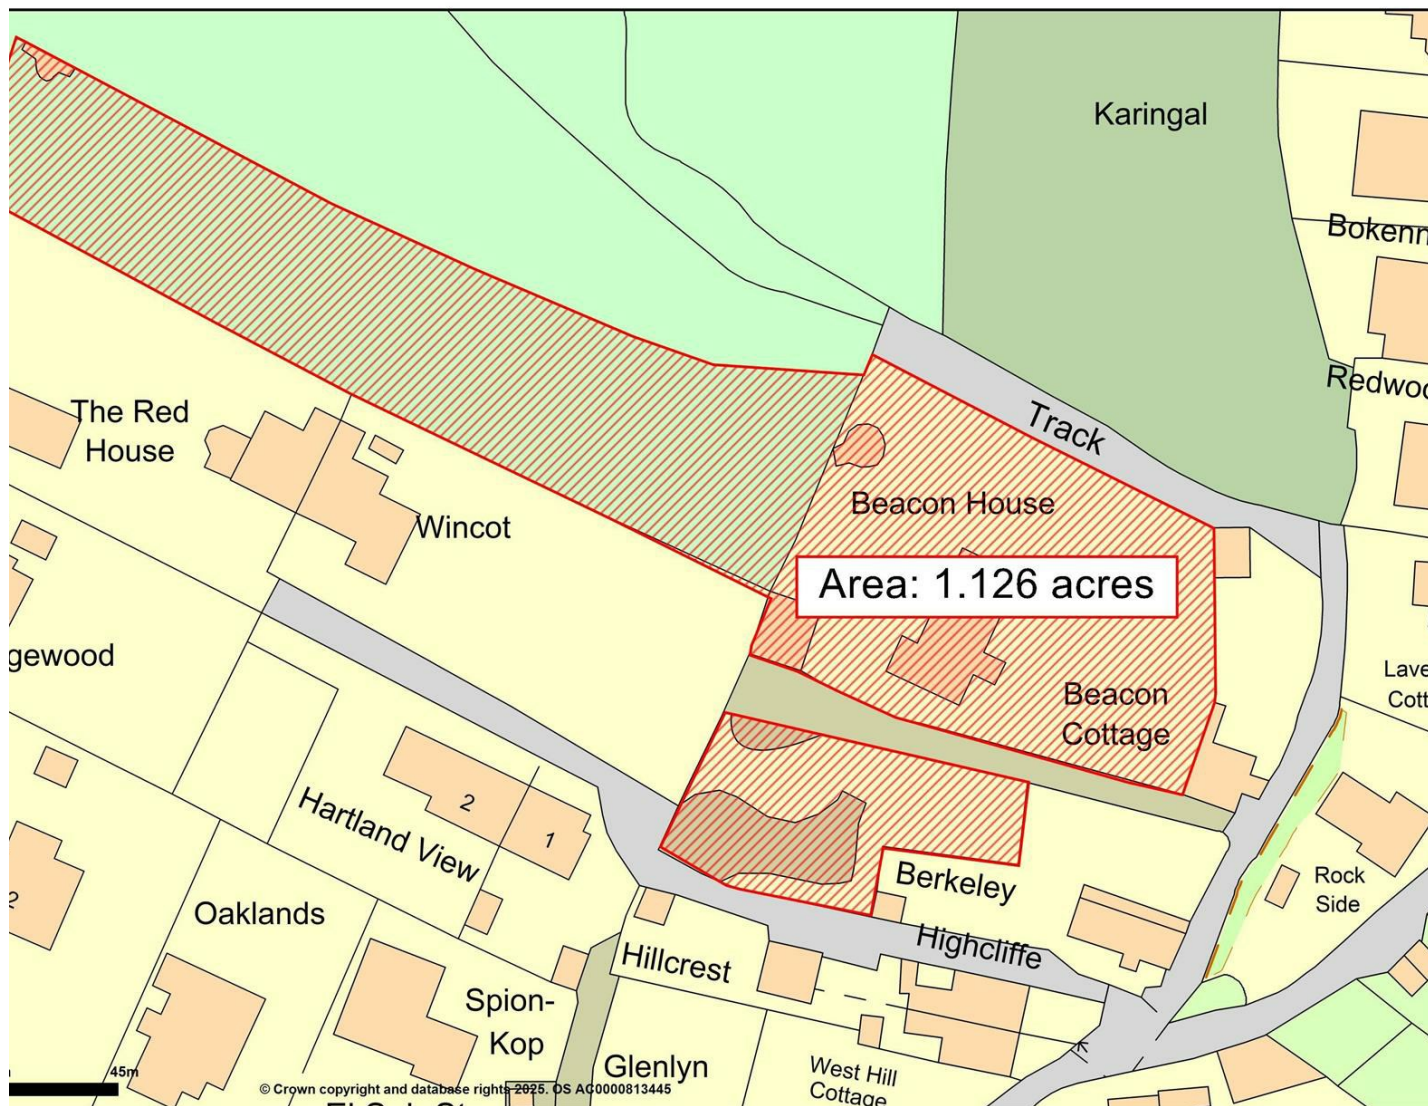 Karingal
Bokenn
Redwoo
Track
The Red
House
Beacon House
Wincot
Area: 1.126 acres
gewood
Lave
Cott
Beacon
Cottage
Hartland View
2
1
2
Berkeley
Rock
Side
Oaklands
Highcliffe
Hillcrest
Spion-
Kop
Glenlyn
West Hill
Cottage
45m
© Crown copyright and database rights 2025. OS AC0000813445